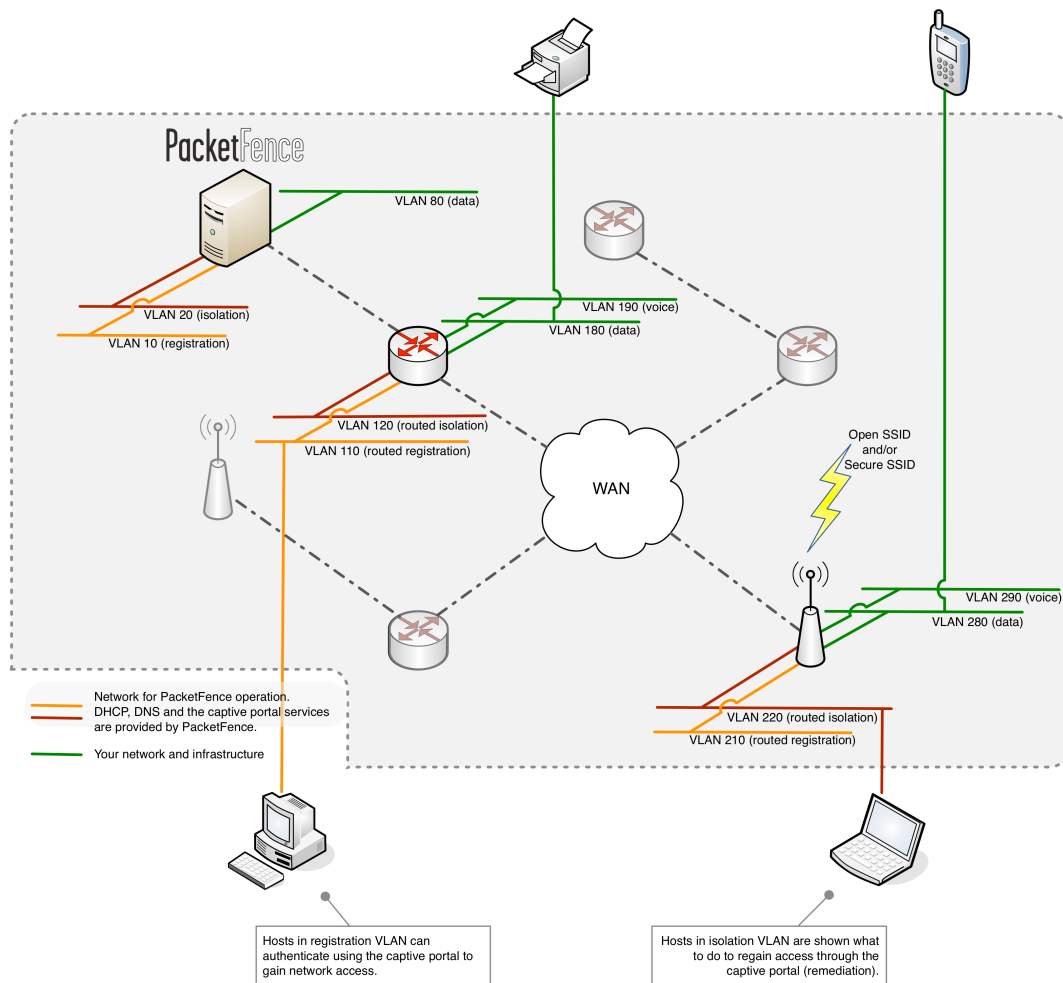 PacketFence
VLAN 80 (data)
VLAN 20 (isolation)
VLAN 10 (registration)
VLAN 190 (voice)
VLAN 180 (data)
VLAN 120 (routed isolation)
VLAN 110 (routed registration)
WAN
Open SSID
and/or
Secure SSID
VLAN 290 (voice)
VLAN 280 (data)
VLAN 220 (routed isolation)
VLAN 210 (routed registration)
Network for PacketFence operation.
DHCP, DNS and the captive portal services
are provided by PacketFence.
Your network and infrastructure
Hosts in registration VLAN can
authenticate using the captive portal to
gain network access.
Hosts in isolation VLAN are shown what
to do to regain access through the
captive portal (remediation).